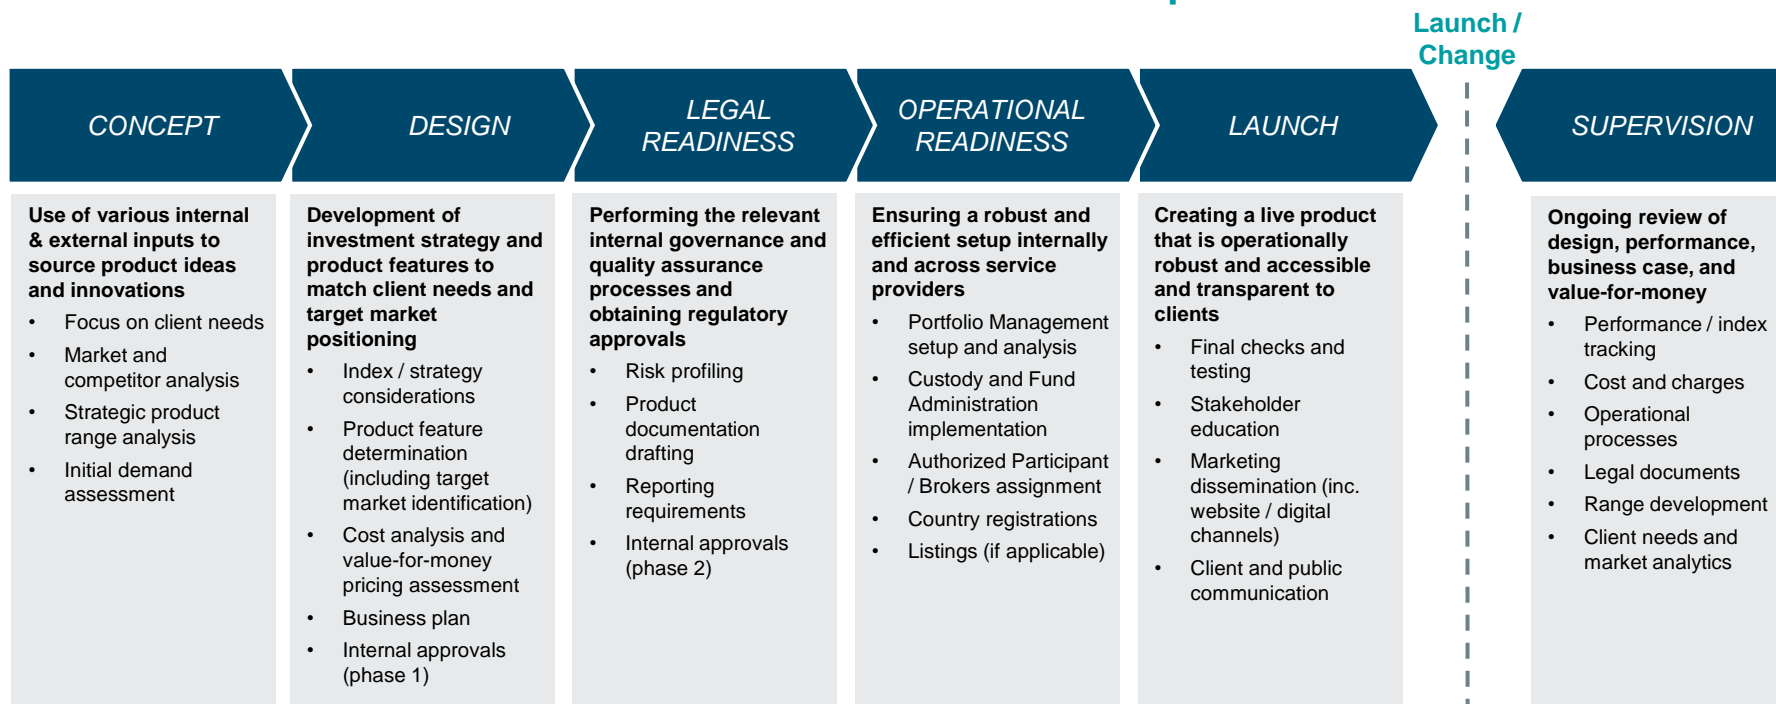 Launch /
Change
CONCEPT
DESIGN
LEGAL
READINESS
OPERATIONAL
READINESS
LAUNCH
SUPERVISION
Use of various internal
& external inputs to
source product ideas
and innovations
• Focus on client needs
• Market and
competitor analysis
• Strategic product
range analysis
• Initial demand
assessment
Development of
investment strategy and
product features to
match client needs and
target market
positioning
• Index / strategy
considerations
• Product feature
determination
(including target
market identification)
• Cost analysis and
value-for-money
pricing assessment
• Business plan
• Internal approvals
(phase 1)
Performing the relevant
internal governance and
quality assurance
processes and
obtaining regulatory
approvals
• Risk profiling
• Product
documentation
drafting
• Reporting
requirements
• Internal approvals
(phase 2)
Ensuring a robust and
efficient setup internally
and across service
providers
• Portfolio Management
setup and analysis
• Custody and Fund
Administration
implementation
• Authorized Participant
/ Brokers assignment
• Country registrations
• Listings (if applicable)
Creating a live product
that is operationally
robust and accessible
and transparent to
clients
• Final checks and
testing
• Stakeholder
education
• Marketing
dissemination (inc.
website / digital
channels)
• Client and public
communication
Ongoing review of
design, performance,
business case, and
value-for-money
• Performance / index
tracking
• Cost and charges
• Operational
processes
• Legal documents
• Range development
• Client needs and
market analytics